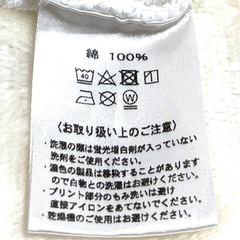 綿 100%
40
W
〈お取り扱い上のご注意〉
・洗濯の際は蛍光増白剤が入っていない
洗剤をご使用ください。
・濃色の製品は移染することがあります
ので白物との洗濯はお避けください。
・プリント部分のもみ洗いは避け
直接アイロンをあてないでください。
・乾燥機のご使用はお避けください。